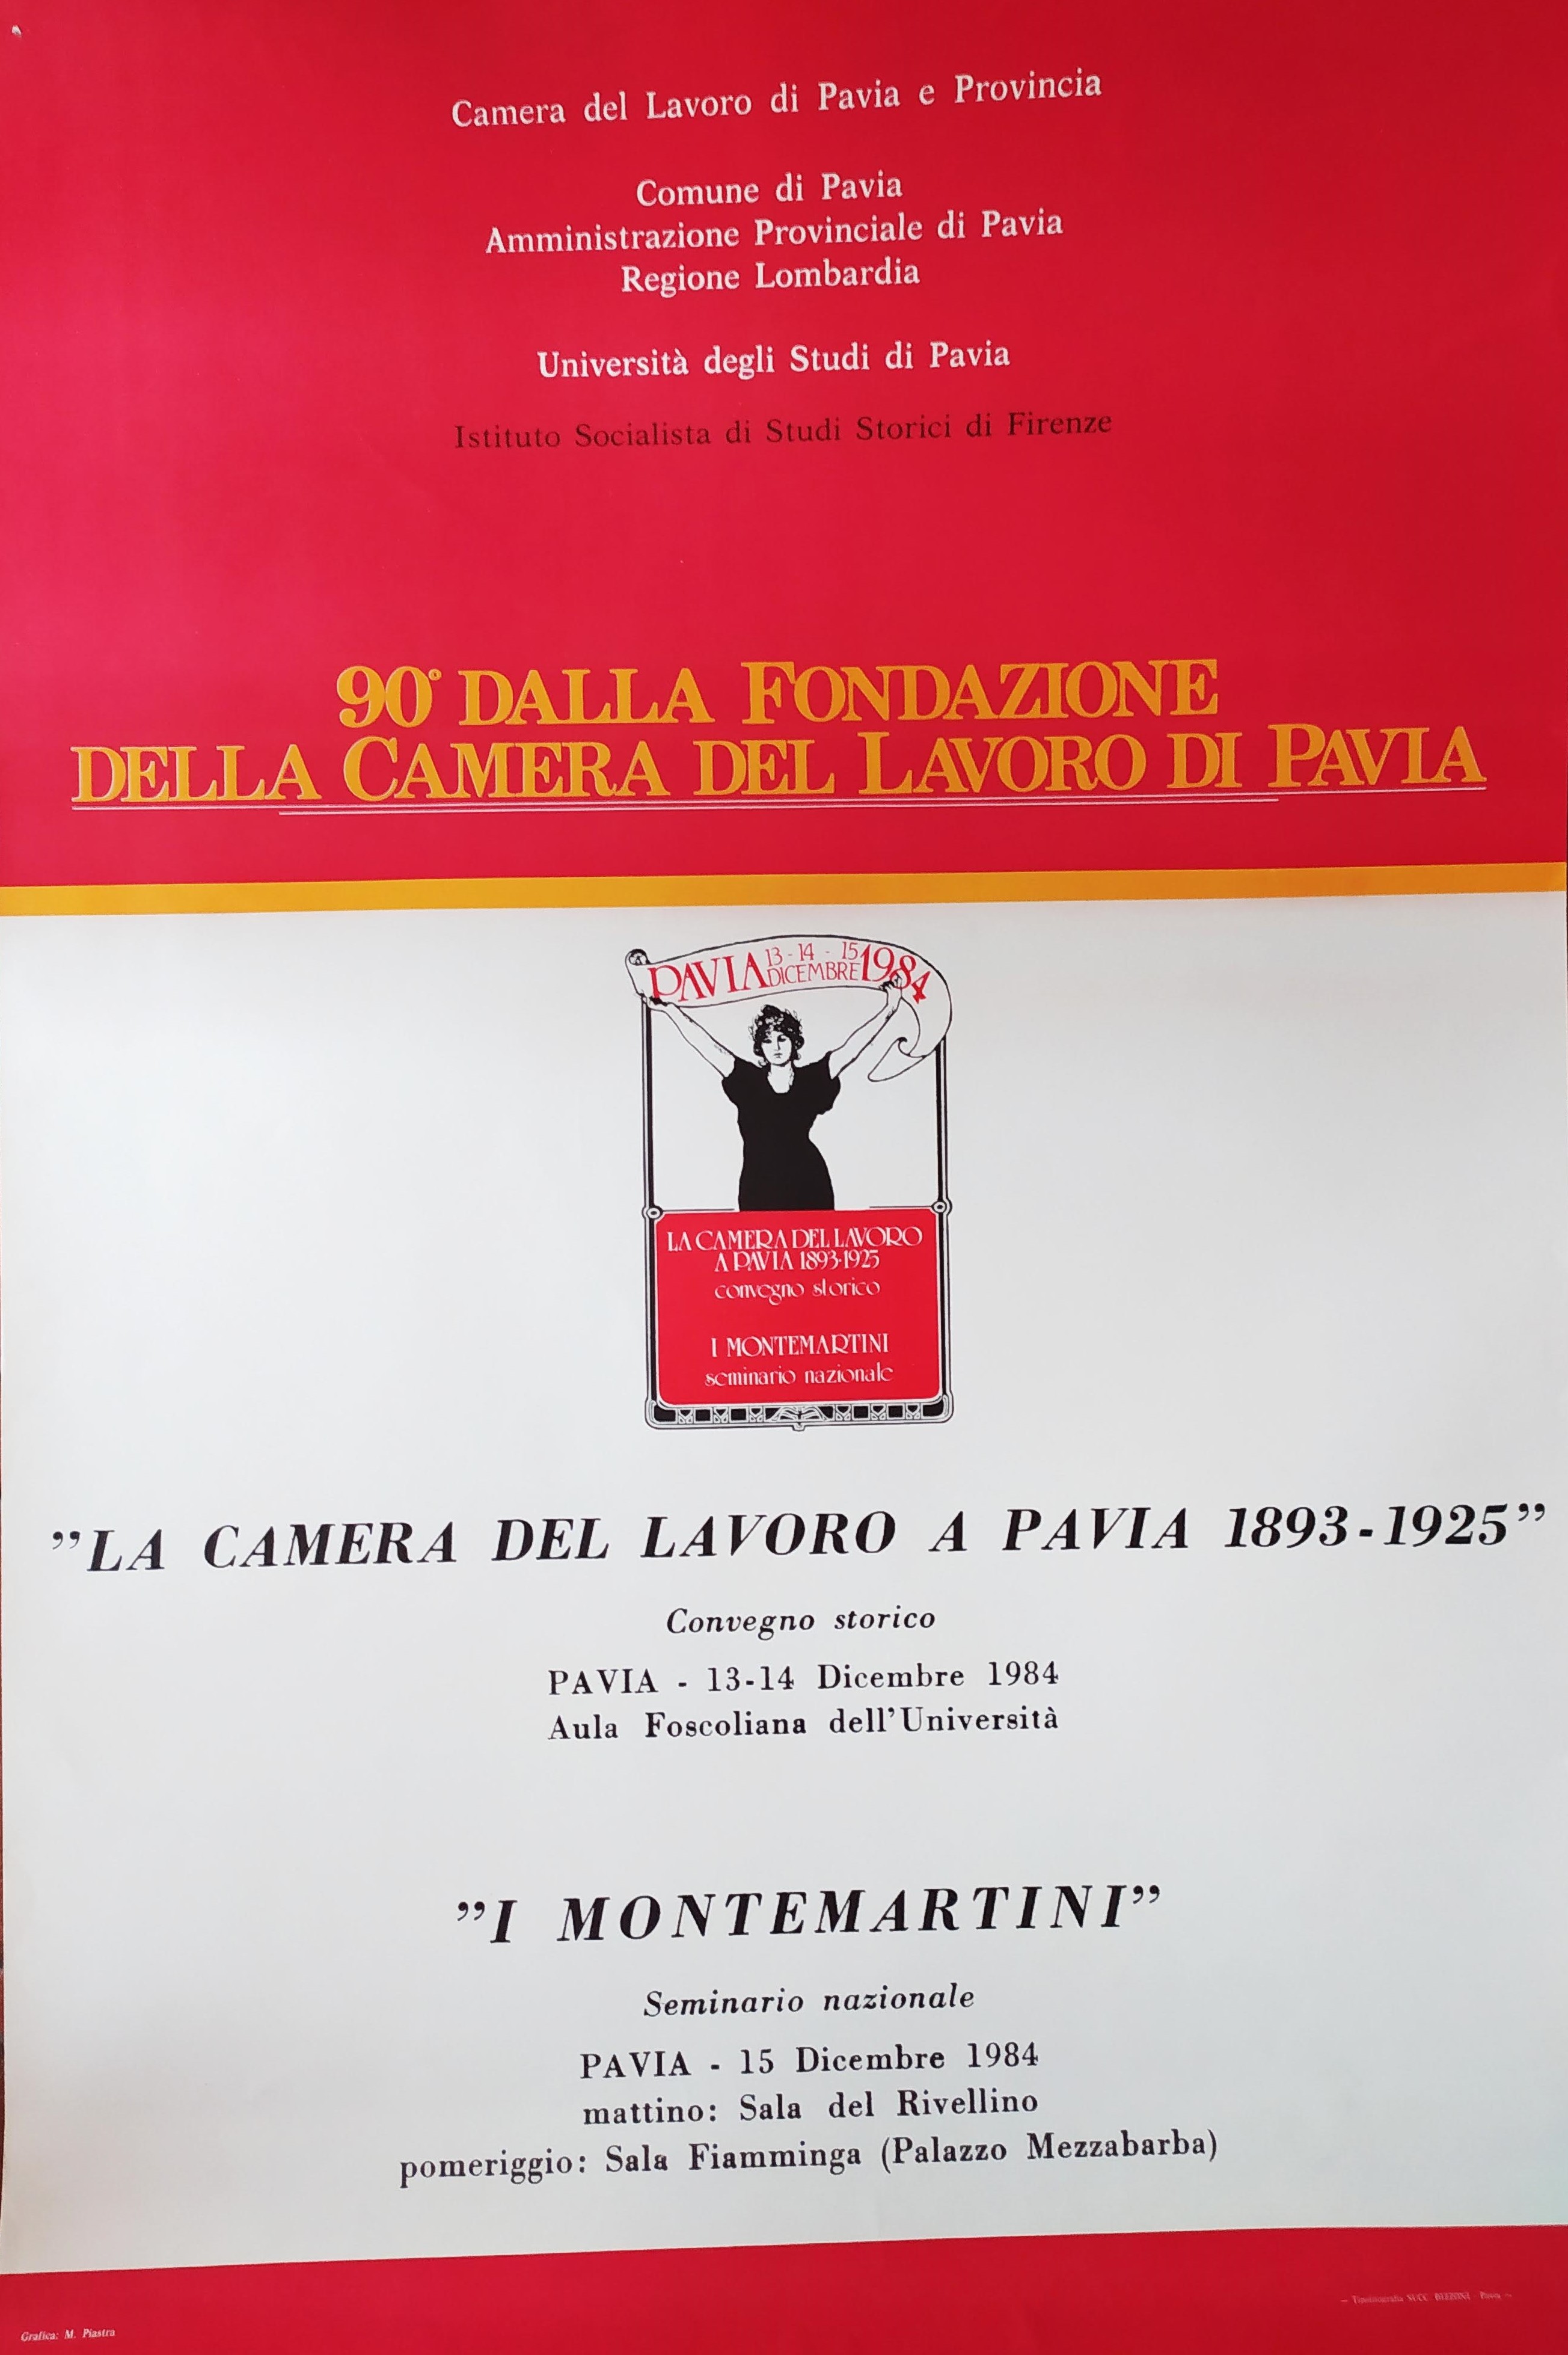 Camera del Lavoro di Pavia e Provincia
Comune di Pavia
Amministrazione Provinciale di Pavia
Regione Lombardia
Università degli Studi di Pavia
Istituto Socialista di Studi Storici di Firenze
90° DALLA FONDAZIONE
DELLA CAMERA DEL LAVORO DI PAVIA
PAVIA 13 - 14 - 15 DICEMBRE 1984
LA CAMERA DEL LAVORO
A PAVIA 1893-1925
convegno storico
I MONTEMARTINI
seminario nazionale
”LA CAMERA DEL LAVORO A PAVIA 1893-1925”
Convegno storico
PAVIA - 13-14 Dicembre 1984
Aula Foscoliana dell'Università
”I MONTEMARTINI”
Seminario nazionale
PAVIA - 15 Dicembre 1984
mattino: Sala del Rivellino
pomeriggio: Sala Fiamminga (Palazzo Mezzabarba)
Grafica: M. Piastra
SUCC. BIZZONI - Pavia